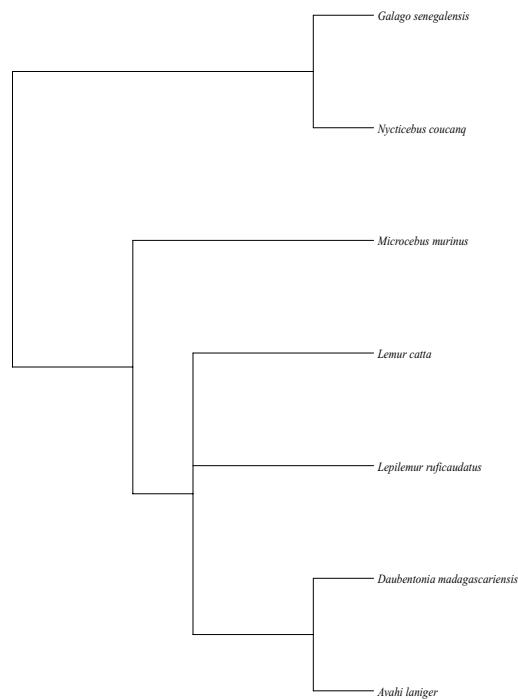 Galago senegalensis
Nycticebus coucanq
Microcebus murinus
Lemur catta
Lepilemur ruficaudatus
Daubentonia madagascariensis
Avahi laniger